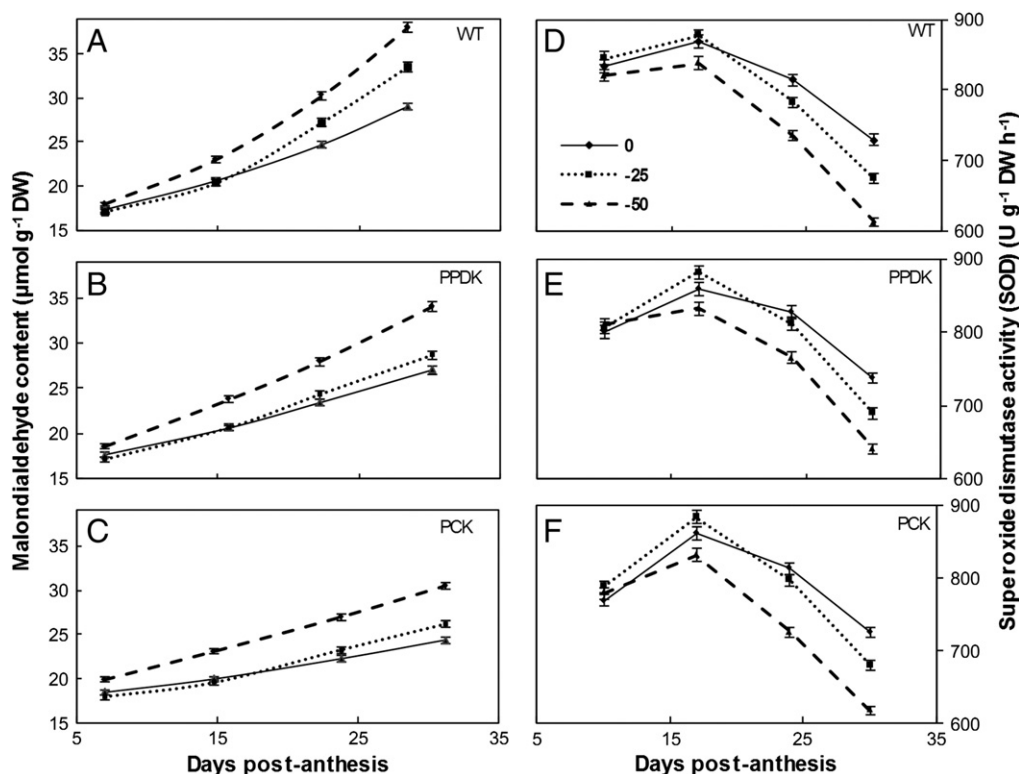 A
WT
35
30
25
20
15
B
PPDK
35
30
25
20
15
C
PCK
35
30
25
20
15
5
15
25
35
Days post-anthesis
Malondialdehyde content (µmol g⁻¹ DW)
D
WT
900
800
700
600
0
-25
-50
E
PPDK
900
800
700
600
F
PCK
900
800
700
600
5
15
25
35
Days post-anthesis
Superoxide dismutase activity (SOD) (U g⁻¹ DW h⁻¹)